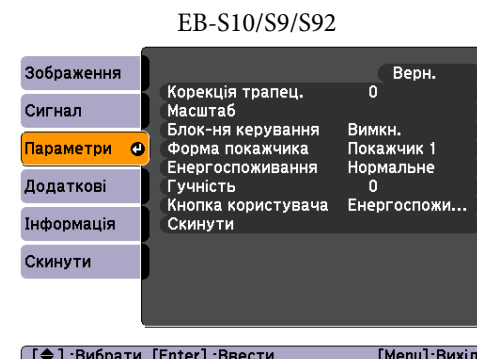 EB-S10/S9/S92
Зображення
Сигнал
Параметри
Додаткові
Інформація
Скинути
Верн.
Корекція трапец. 0
Масштаб
Блок-ня керування Вимкн.
Форма покажчика Покажчик 1
Енергоспоживання Нормальне
Гучність 0
Кнопка користувача Енергоспожи...
Скинути
[◆] :Вибрати [Enter] :Ввести [Menu]:Вихід